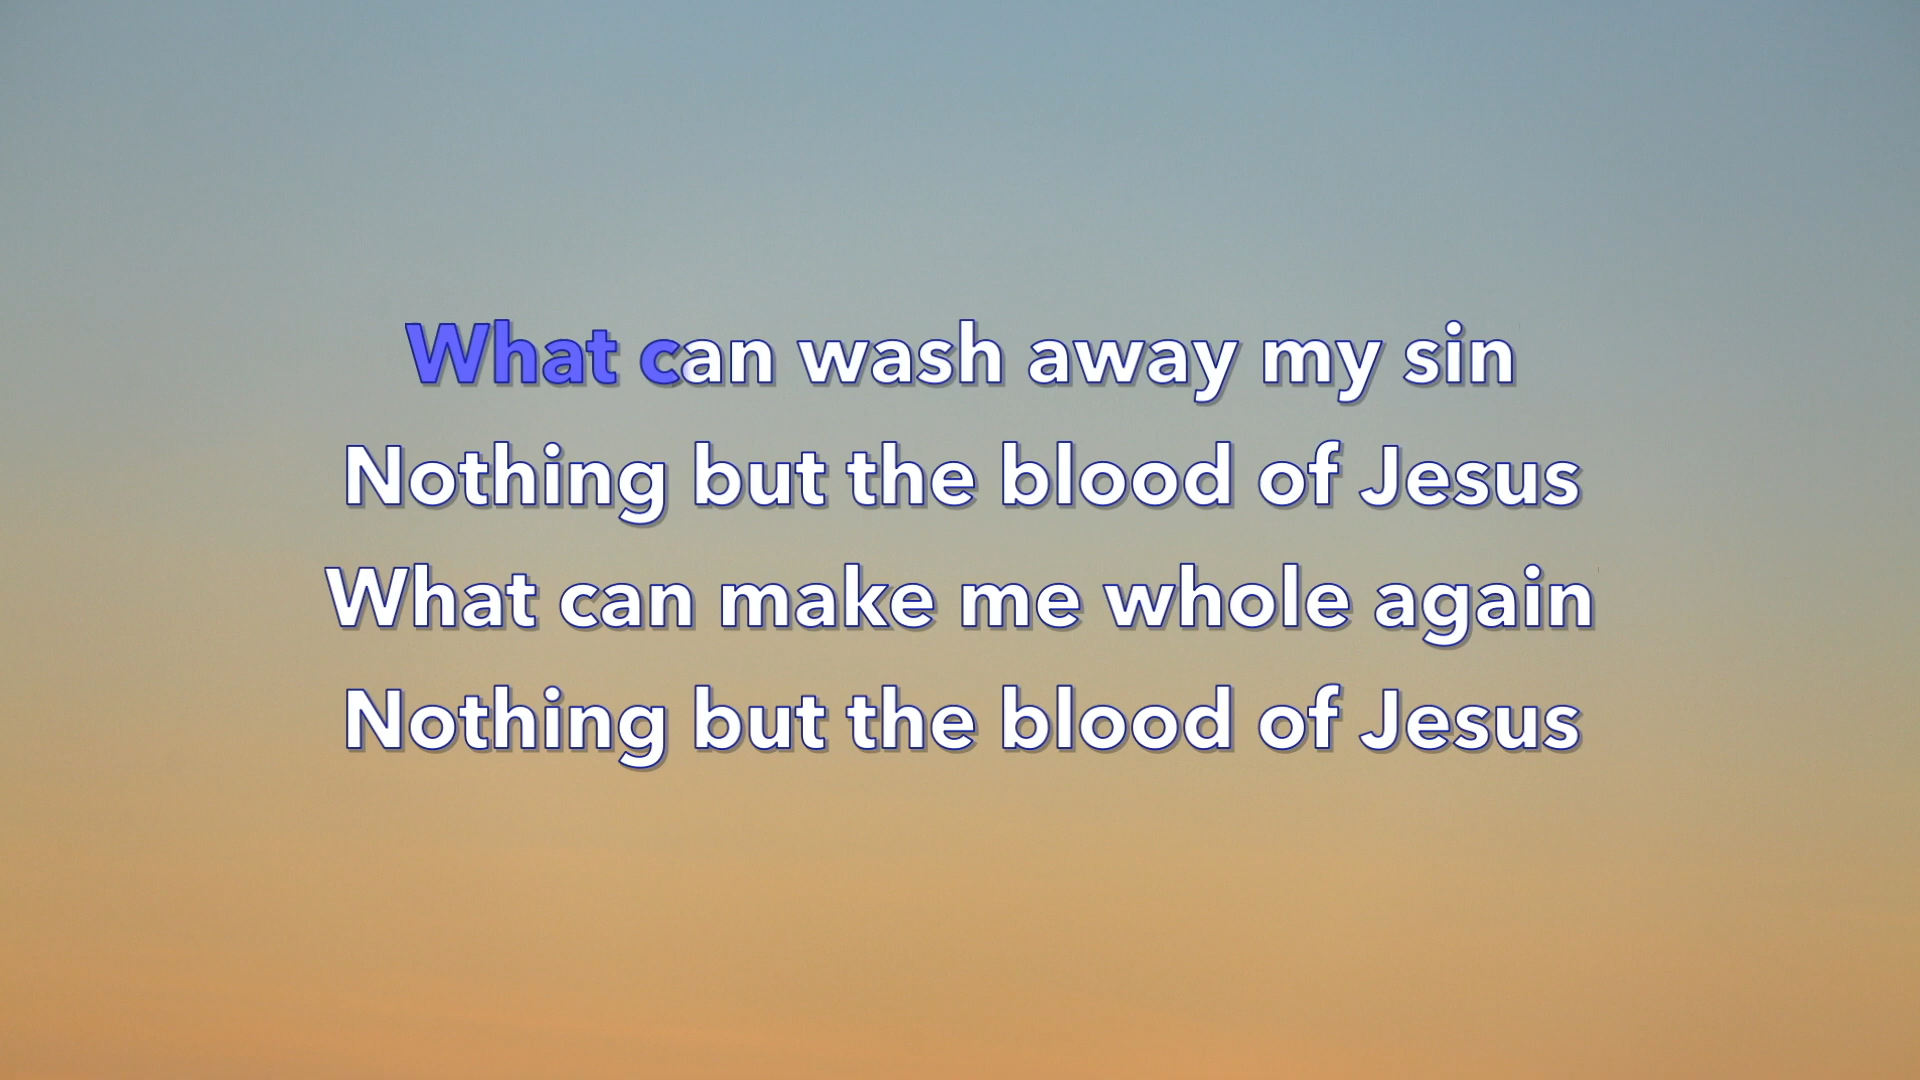 What can wash away my sin
Nothing but the blood of Jesus
What can make me whole again
Nothing but the blood of Jesus